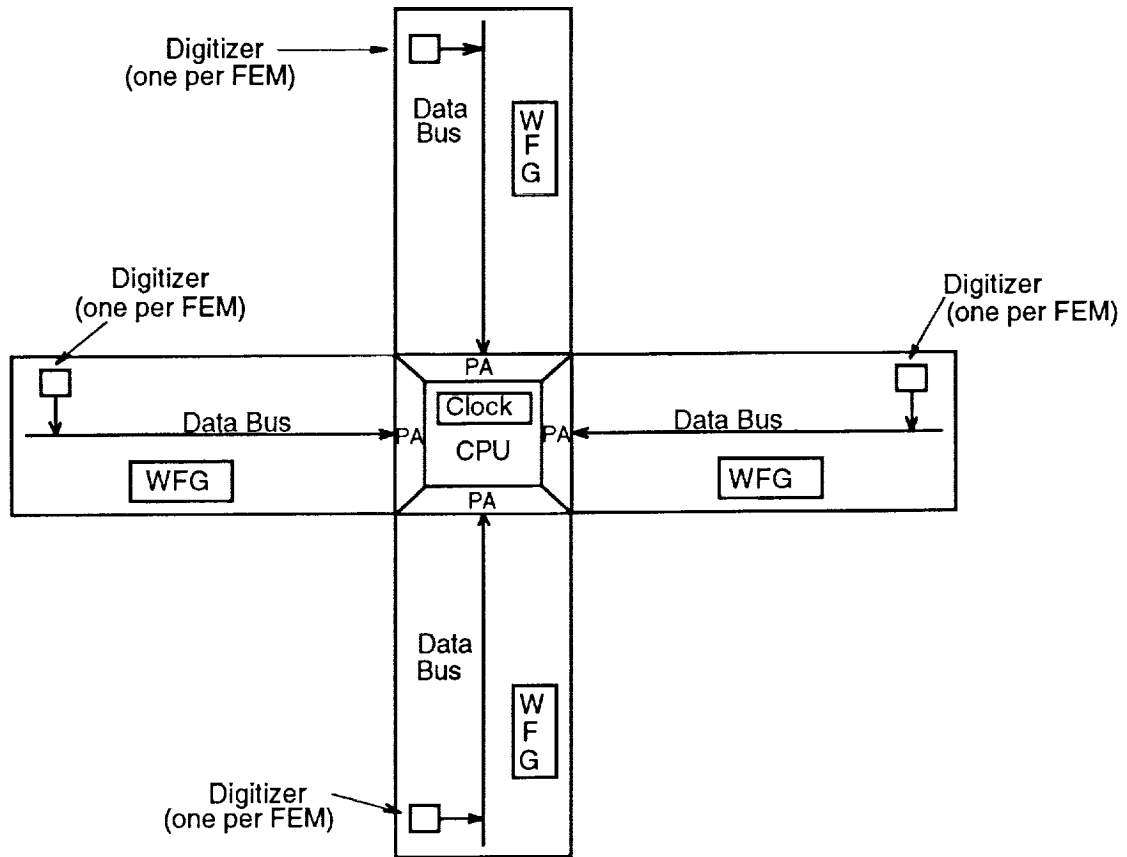 Digitizer
(one per FEM)
Data
Bus
W
F
G
Digitizer
(one per FEM)
Digitizer
(one per FEM)
PA
Clock
CPU
PA
PA
PA
Data Bus
WFG
Data Bus
WFG
Data
Bus
W
F
G
Digitizer
(one per FEM)